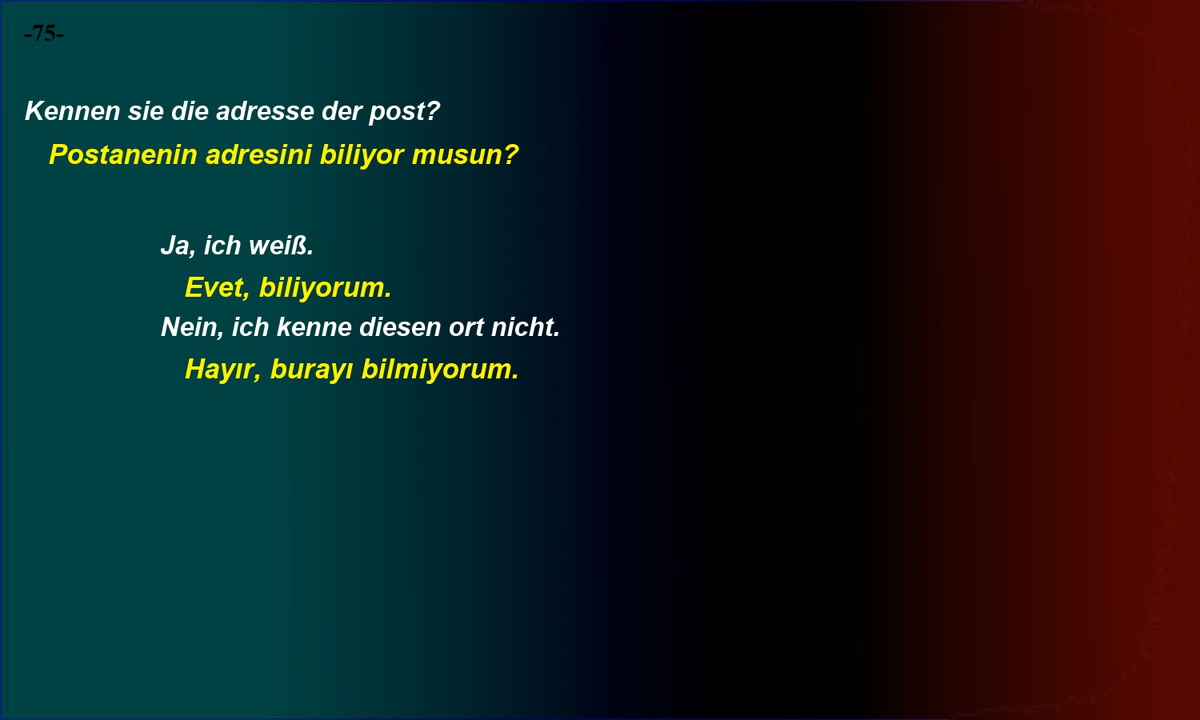 -75-
Kennen sie die adresse der post?
Postanenin adresini biliyor musun?
Ja, ich weiß.
Evet, biliyorum.
Nein, ich kenne diesen ort nicht.
Hayır, burayı bilmiyorum.